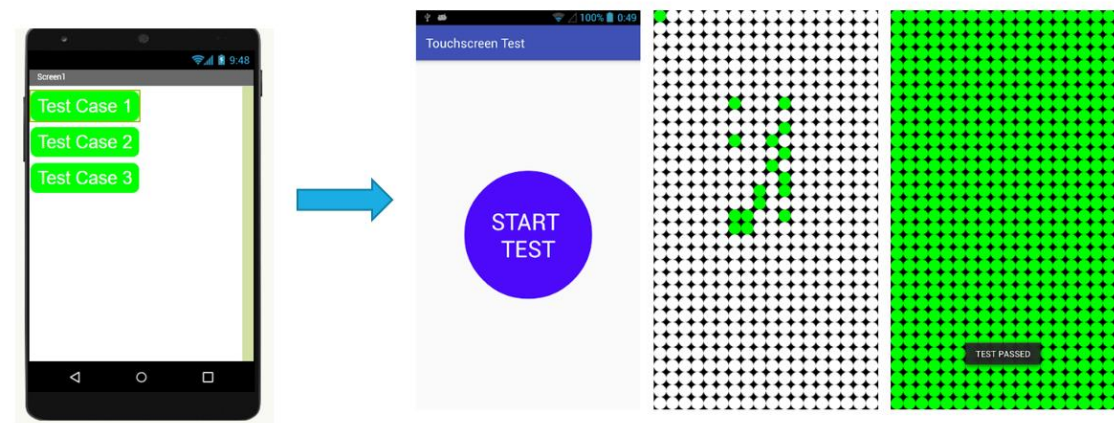 9:48
Screen1
Test Case 1
Test Case 2
Test Case 3
100% 0:49
Touchscreen Test
START
TEST
TEST PASSED